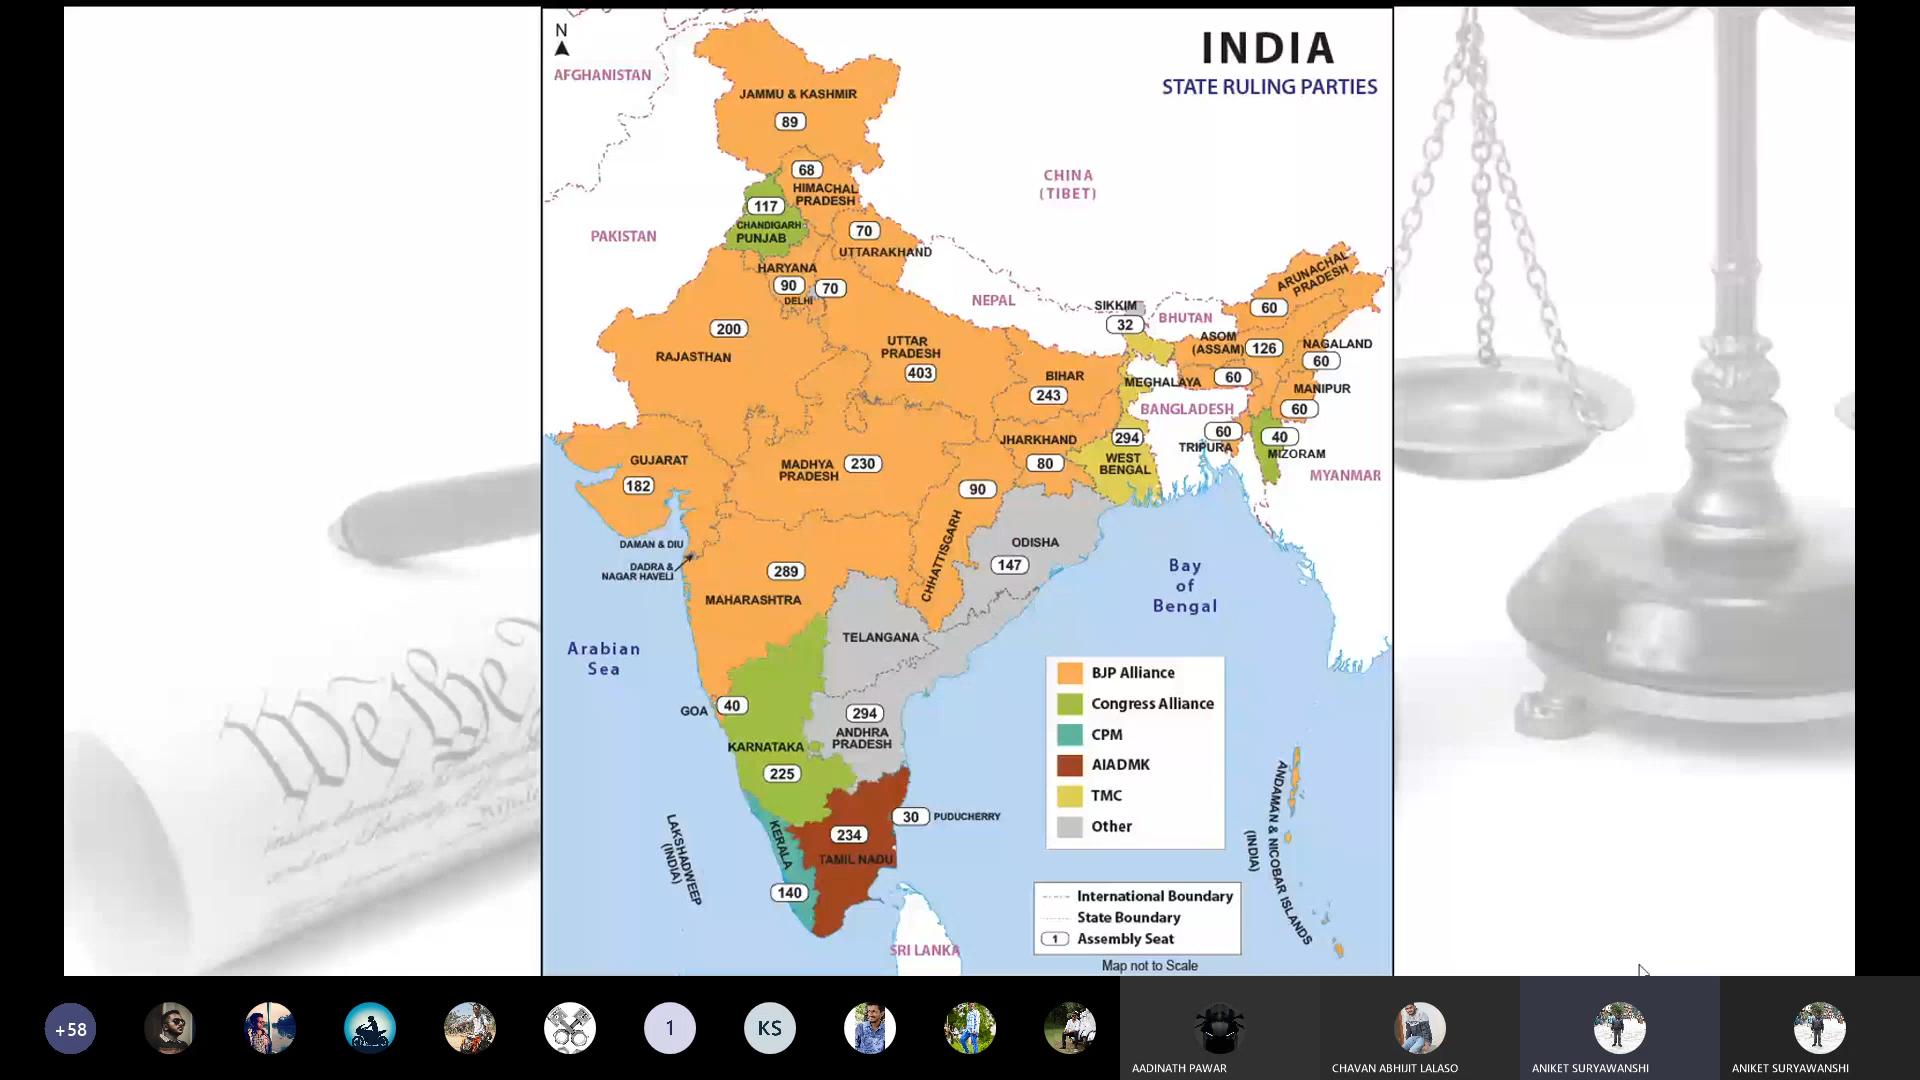 N
INDIA
STATE RULING PARTIES
AFGHANISTAN
JAMMU & KASHMIR
89
CHINA
(TIBET)
68
HIMACHAL
PRADESH
117
CHANDIGARH
PUNJAB
PAKISTAN
70
UTTARAKHAND
HARYANA
90
70
DELHI
NEPAL
SIKKIM
32
BHUTAN
ARUNACHAL
PRADESH
60
200
RAJASTHAN
UTTAR
PRADESH
403
ASOM
(ASSAM)
126
NAGALAND
60
BIHAR
243
MEGHALAYA
60
MANIPUR
60
BANGLADESH
JHARKHAND
80
294
WEST
BENGAL
60
TRIPURA
40
MIZORAM
MYANMAR
GUJARAT
182
MADHYA
PRADESH
230
90
CHHATTISGARH
DAMAN & DIU
DADRA &
NAGAR HAVELI
289
MAHARASHTRA
ODISHA
147
Bay
of
Bengal
We the
Arabian
Sea
TELANGANA
GOA
40
294
ANDHRA
PRADESH
KARNATAKA
225
BJP Alliance
Congress Alliance
CPM
AIADMK
TMC
Other
LAKSHADWEEP
(INDIA)
KERALA
140
234
TAMIL NADU
30
PUDUCHERRY
ANDAMAN & NICOBAR ISLANDS
(INDIA)
SRI LANKA
International Boundary
State Boundary
1
Assembly Seat
Map not to Scale
+58
1
KS
AADINATH PAWAR
CHAVAN ABHIJIT LALASO
ANIKET SURYAWANSHI
ANIKET SURYAWANSHI